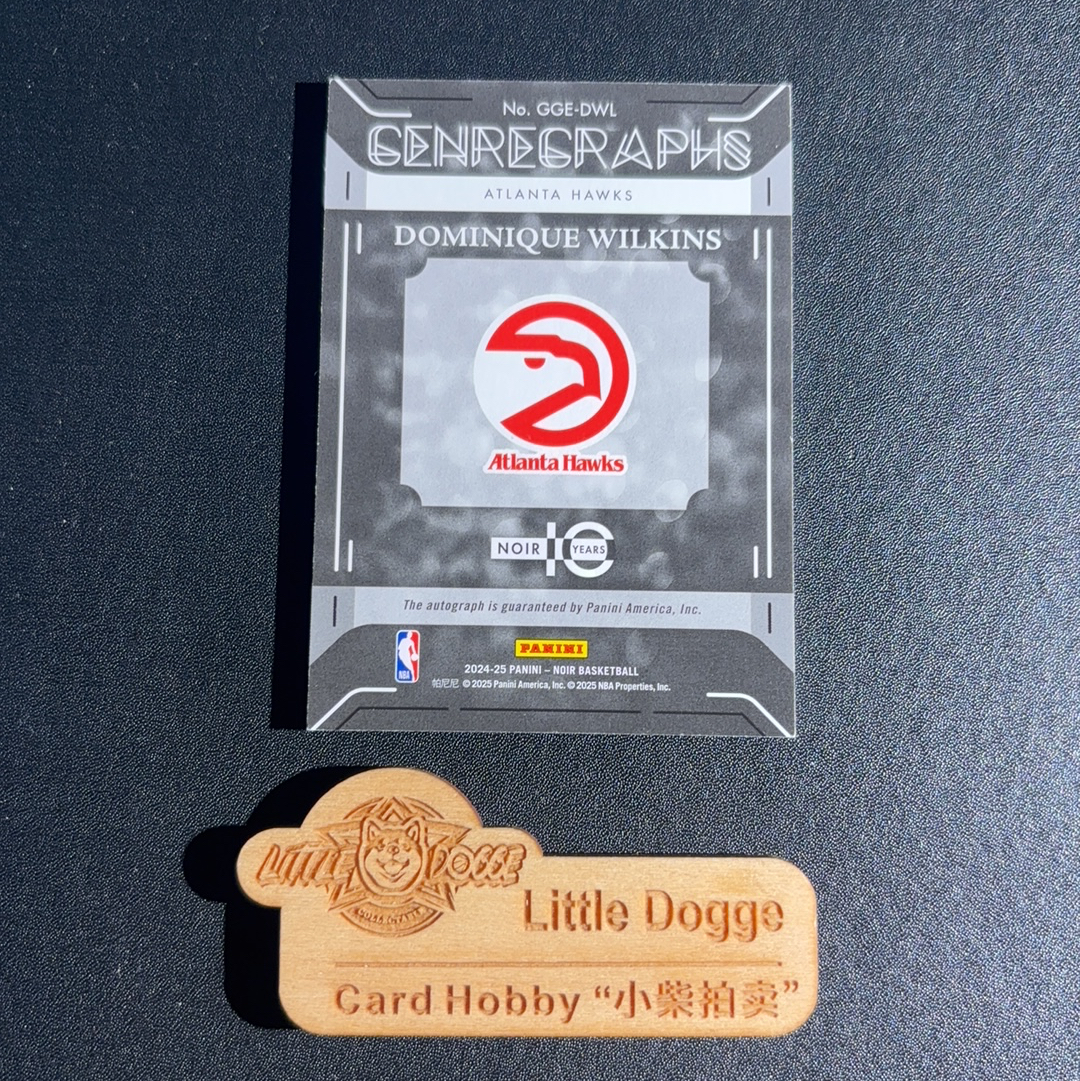 No. GGE-DWL
GENREGRAPHS
ATLANTA HAWKS
DOMINIQUE WILKINS
Atlanta Hawks
NOIR 10 YEARS
The autograph is guaranteed by Panini America, Inc.
NBA
PANINI
2024-25 PANINI – NOIR BASKETBALL
帕尼尼 © 2025 Panini America, Inc. © 2025 NBA Properties, Inc.
LITTLE DOGGE
Little Dogge
Card Hobby “小柴拍卖”